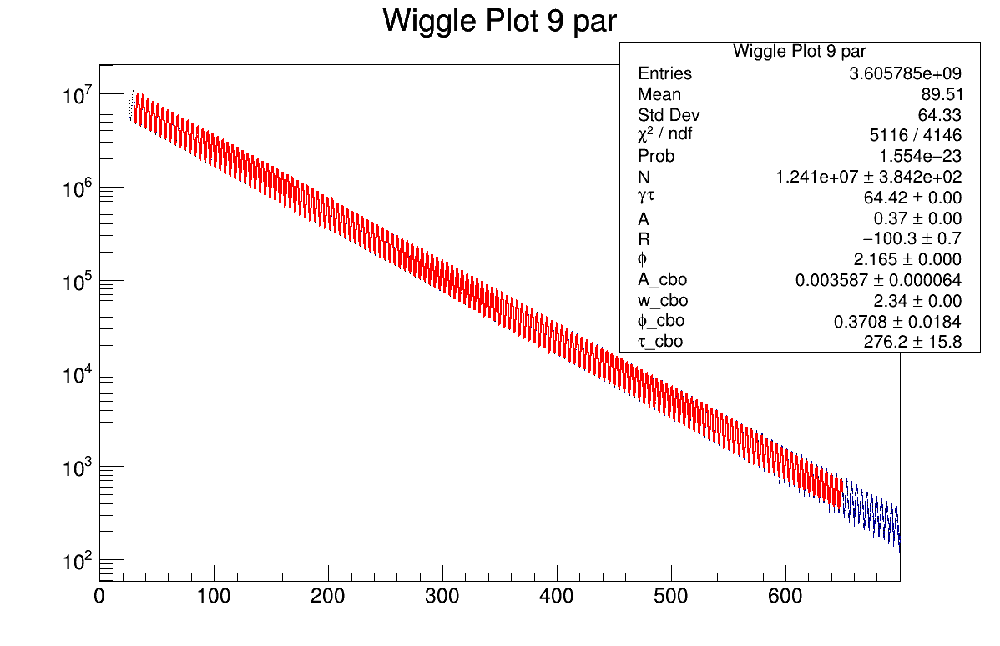 Wiggle Plot 9 par
Wiggle Plot 9 par
Entries 3.605785e+09
Mean 89.51
Std Dev 64.33
χ² / ndf 5116 / 4146
Prob 1.554e−23
N 1.241e+07 ± 3.842e+02
γτ 64.42 ± 0.00
A 0.37 ± 0.00
R −100.3 ± 0.7
ϕ 2.165 ± 0.000
A_cbo 0.003587 ± 0.000064
w_cbo 2.34 ± 0.00
ϕ_cbo 0.3708 ± 0.0184
τ_cbo 276.2 ± 15.8
10⁷
10⁶
10⁵
10⁴
10³
10²
0 100 200 300 400 500 600